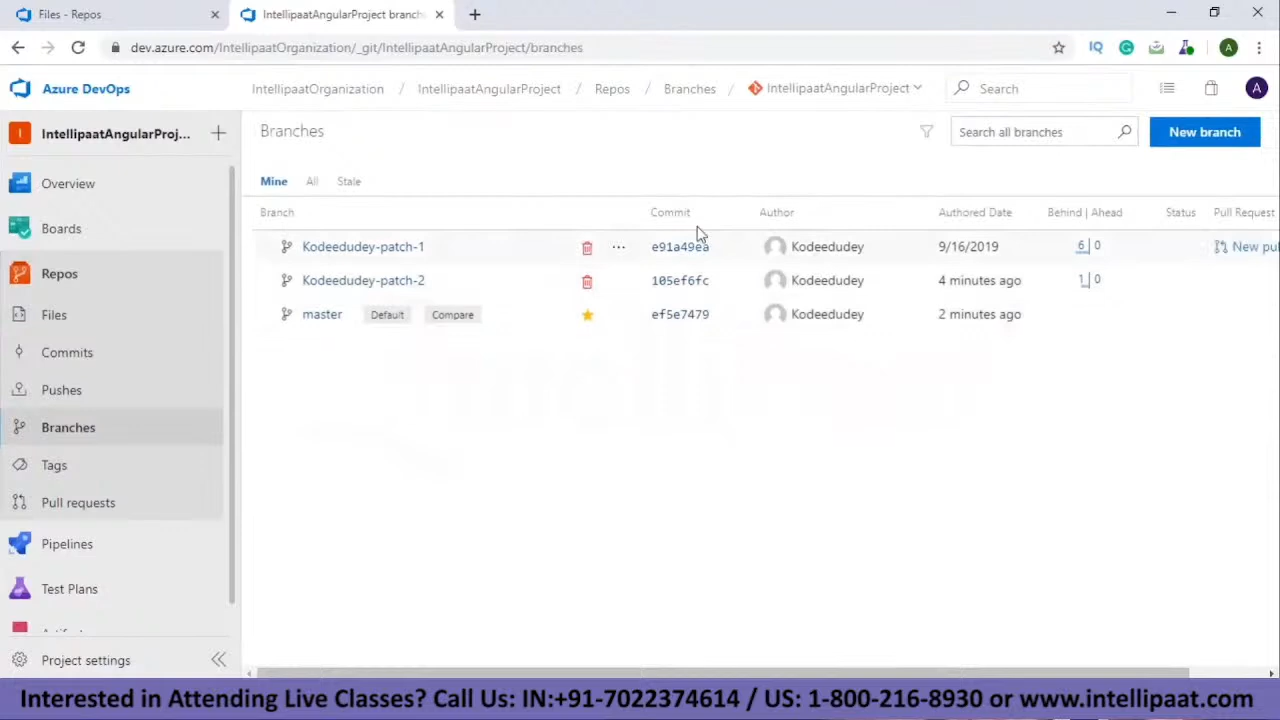 Files - Repos
IntellipaatAngularProject branch
dev.azure.com/IntellipaatOrganization/_git/IntellipaatAngularProject/branches
IQ
A
Azure DevOps
IntellipaatOrganization / IntellipaatAngularProject / Repos / Branches / IntellipaatAngularProject
Search
A
I
IntellipaatAngularProj...
Branches
Search all branches
New branch
Overview
Mine
All
Stale
Boards
Branch
Commit
Author
Authored Date
Behind | Ahead
Status
Pull Request
Kodeedudey-patch-1
e91a49ea
Kodeedudey
9/16/2019
6 | 0
New pul
Repos
Kodeedudey-patch-2
105ef6fc
Kodeedudey
4 minutes ago
1 | 0
Files
master
Default
Compare
ef5e7479
Kodeedudey
2 minutes ago
Commits
Pushes
Branches
Tags
Pull requests
Pipelines
Test Plans
Project settings
Interested in Attending Live Classes? Call Us: IN:+91-7022374614 / US: 1-800-216-8930 or www.intellipaat.com